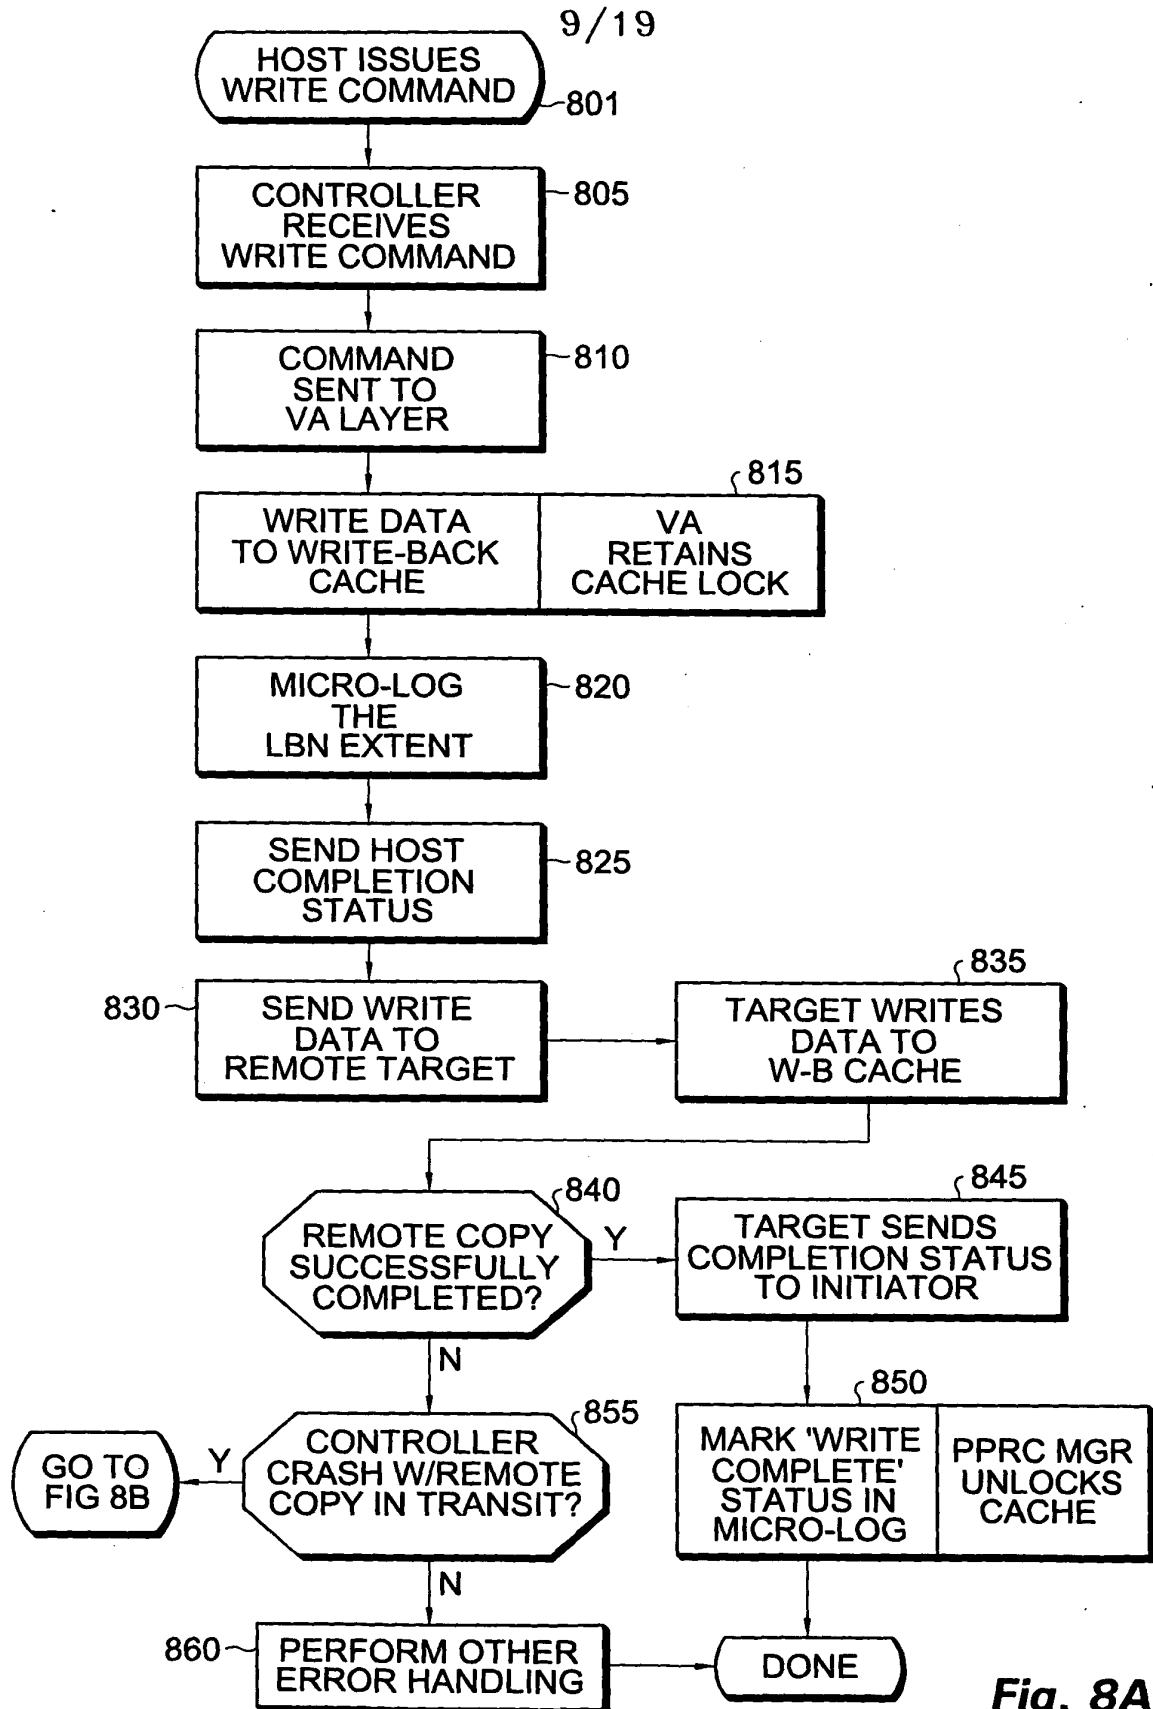 9/19
HOST ISSUES
WRITE COMMAND
801
CONTROLLER
RECEIVES
WRITE COMMAND
805
COMMAND
SENT TO
VA LAYER
810
815
WRITE DATA
TO WRITE-BACK
CACHE
VA
RETAINS
CACHE LOCK
MICRO-LOG
THE
LBN EXTENT
820
SEND HOST
COMPLETION
STATUS
825
830
SEND WRITE
DATA TO
REMOTE TARGET
835
TARGET WRITES
DATA TO
W-B CACHE
840
REMOTE COPY
SUCCESSFULLY
COMPLETED?
Y
845
TARGET SENDS
COMPLETION STATUS
TO INITIATOR
N
850
MARK 'WRITE
COMPLETE'
STATUS IN
MICRO-LOG
PPRC MGR
UNLOCKS
CACHE
855
CONTROLLER
CRASH W/REMOTE
COPY IN TRANSIT?
Y
GO TO
FIG 8B
N
860
PERFORM OTHER
ERROR HANDLING
DONE
Fig. 8A